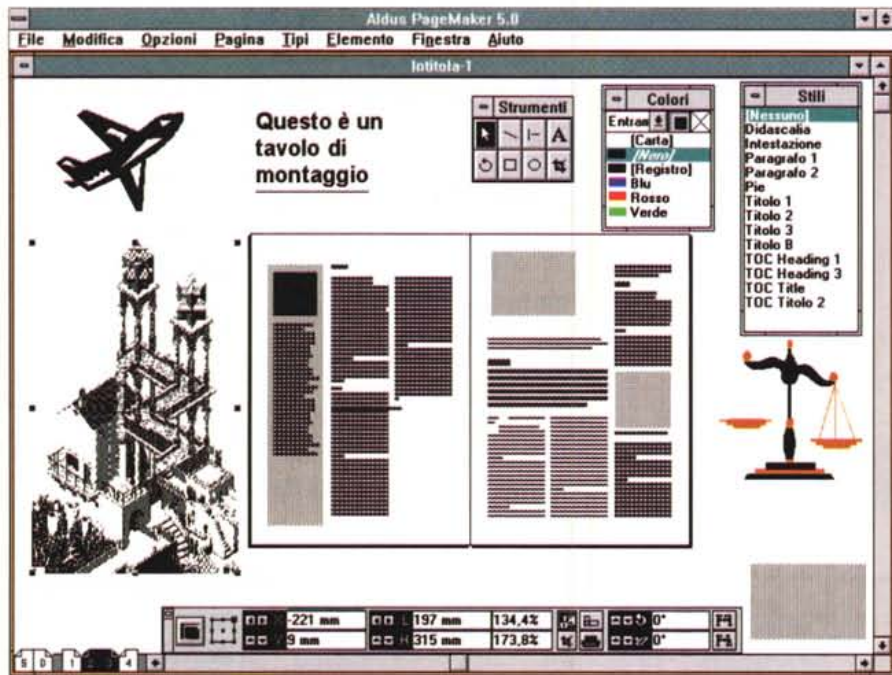 Aldus PageMaker 5.0
File Modifica Opzioni Pagina Tipi Elemento Finestra Aiuto
Intitola-1
Questo è un
tavolo di
montaggio
Strumenti
A
Colori
Entram
[Carta]
[Nero]
[Registro]
Blu
Rosso
Verde
Stili
[Nessuno]
Didascalia
Intestazione
Paragrafo 1
Paragrafo 2
Pie
Titolo 1
Titolo 2
Titolo 3
Titolo B
TOC Heading 1
TOC Heading 3
TOC Title
TOC Titolo 2
X -221 mm L 197 mm 134,4% 0°
Y 9 mm H 315 mm 173,8% 0°
S D 1 2 3 4